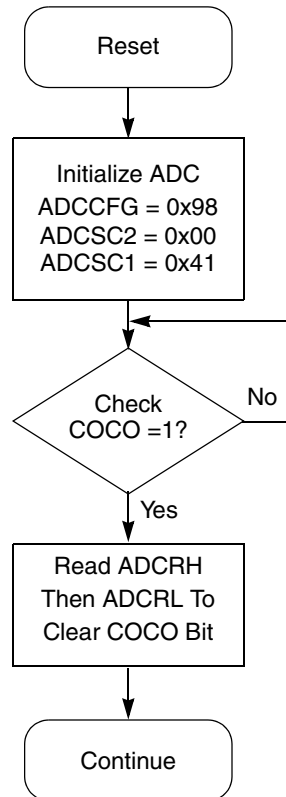 Reset
Initialize ADC
ADCCFG = 0x98
ADCSC2 = 0x00
ADCSC1 = 0x41
Check
COCO =1?
No
Yes
Read ADCRH
Then ADCRL To
Clear COCO Bit
Continue